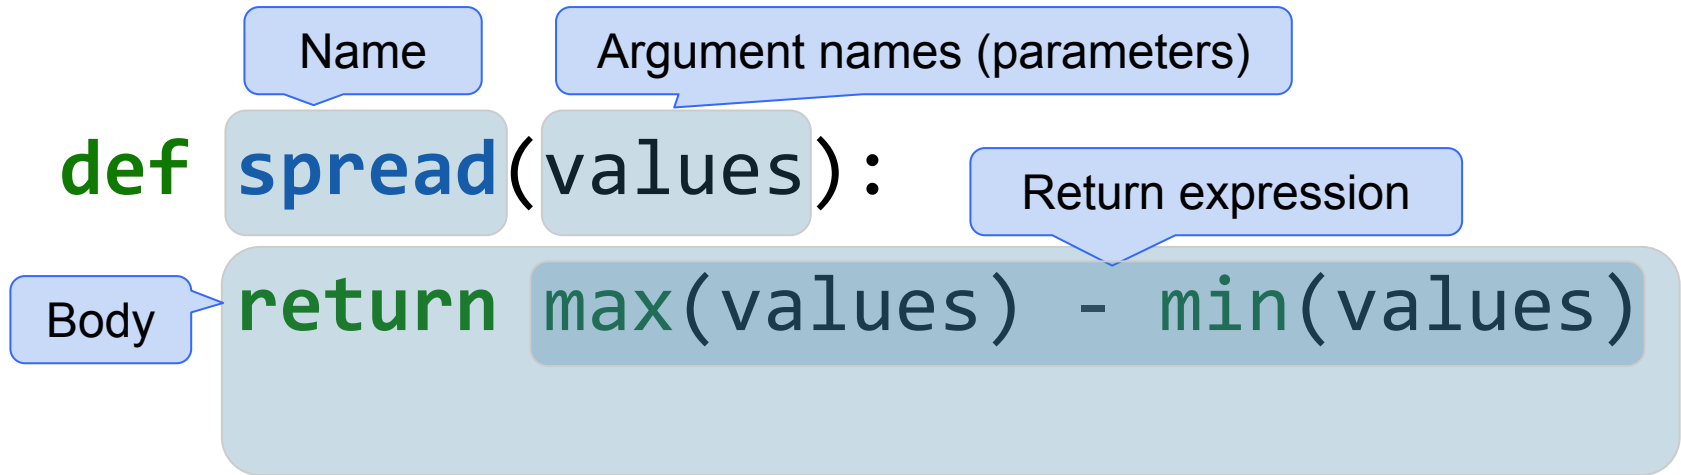 Name
Argument names (parameters)
def spread(values):
Return expression
Body
return max(values) - min(values)